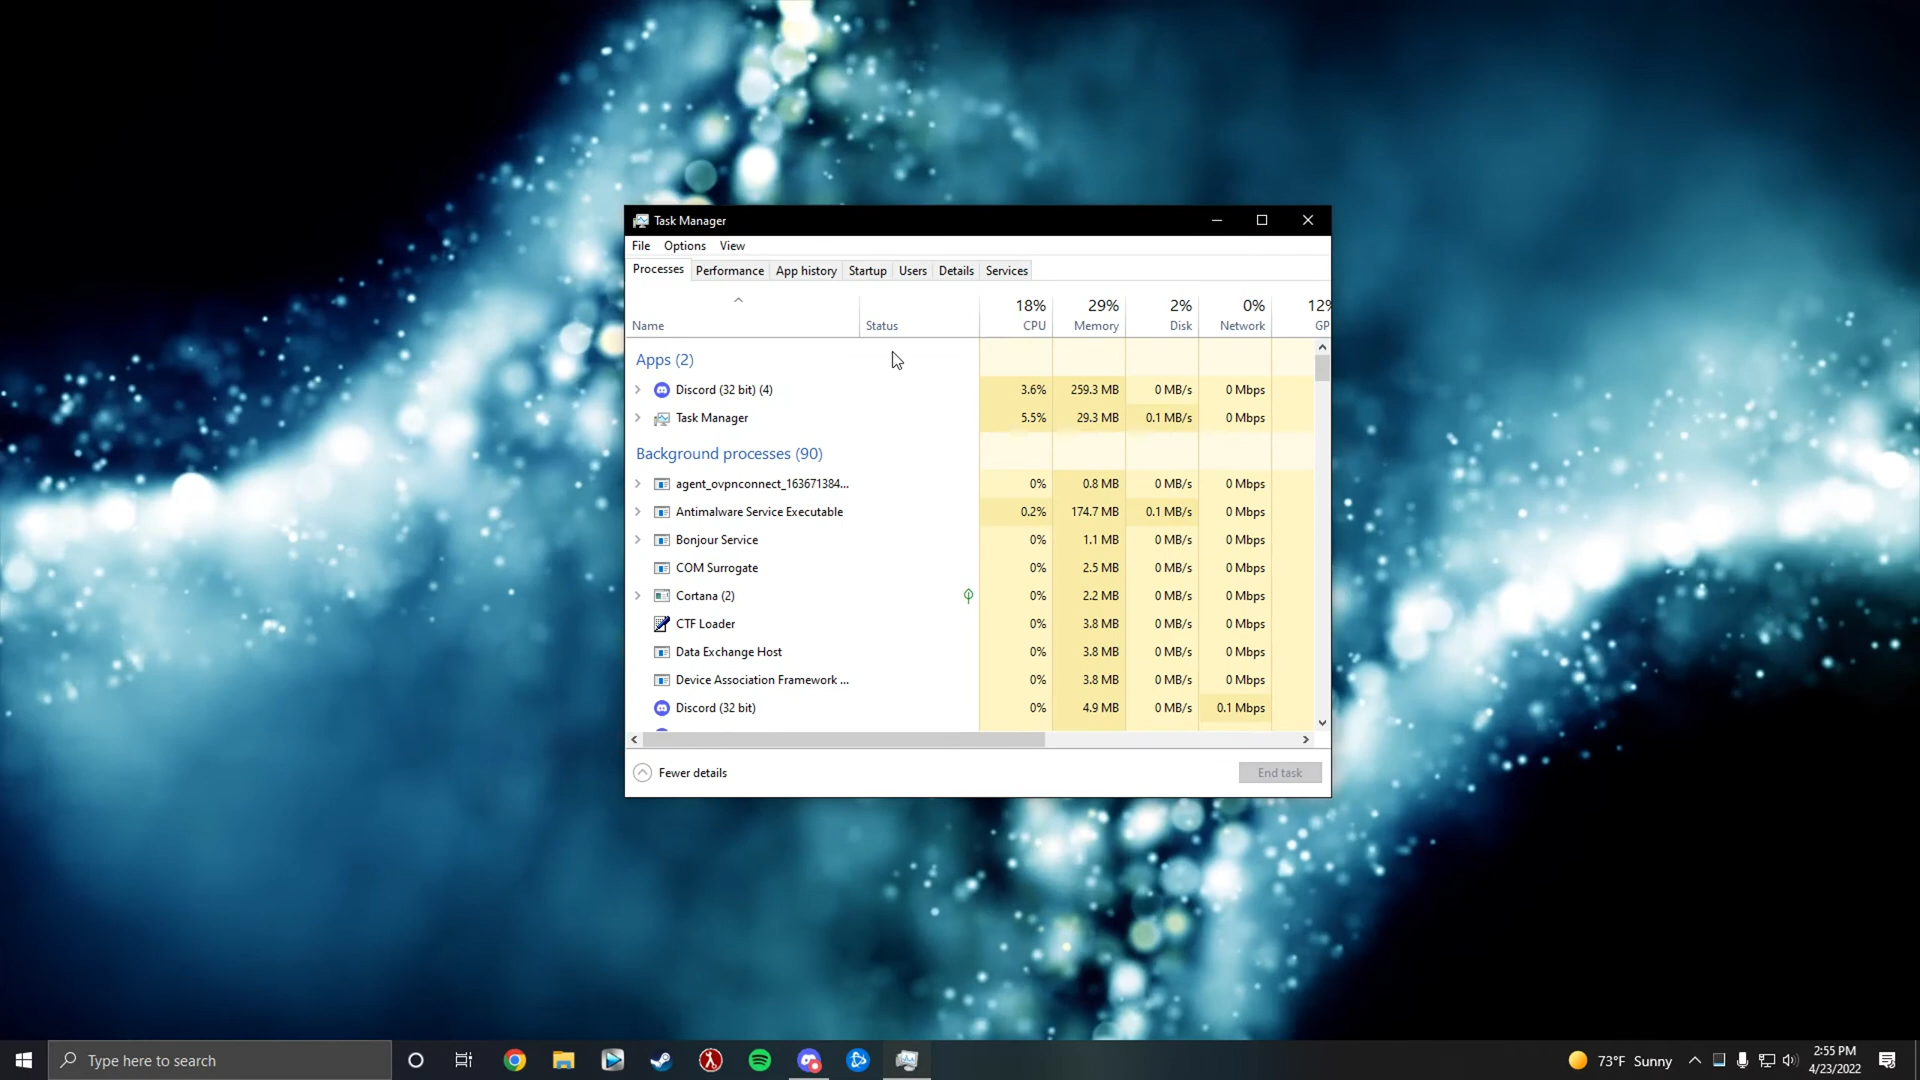 Task Manager
File Options View
Processes Performance App history Startup Users Details Services
18% 29% 2% 0% 12%
Name Status CPU Memory Disk Network GP
Apps (2)
Discord (32 bit) (4) 3.6% 259.3 MB 0 MB/s 0 Mbps
Task Manager 5.5% 29.3 MB 0.1 MB/s 0 Mbps
Background processes (90)
agent_ovpnconnect_163671384... 0% 0.8 MB 0 MB/s 0 Mbps
Antimalware Service Executable 0.2% 174.7 MB 0.1 MB/s 0 Mbps
Bonjour Service 0% 1.1 MB 0 MB/s 0 Mbps
COM Surrogate 0% 2.5 MB 0 MB/s 0 Mbps
Cortana (2) 0% 2.2 MB 0 MB/s 0 Mbps
CTF Loader 0% 3.8 MB 0 MB/s 0 Mbps
Data Exchange Host 0% 3.8 MB 0 MB/s 0 Mbps
Device Association Framework ... 0% 3.8 MB 0 MB/s 0 Mbps
Discord (32 bit) 0% 4.9 MB 0 MB/s 0.1 Mbps
Fewer details End task
Type here to search 73°F Sunny 2:55 PM
4/23/2022